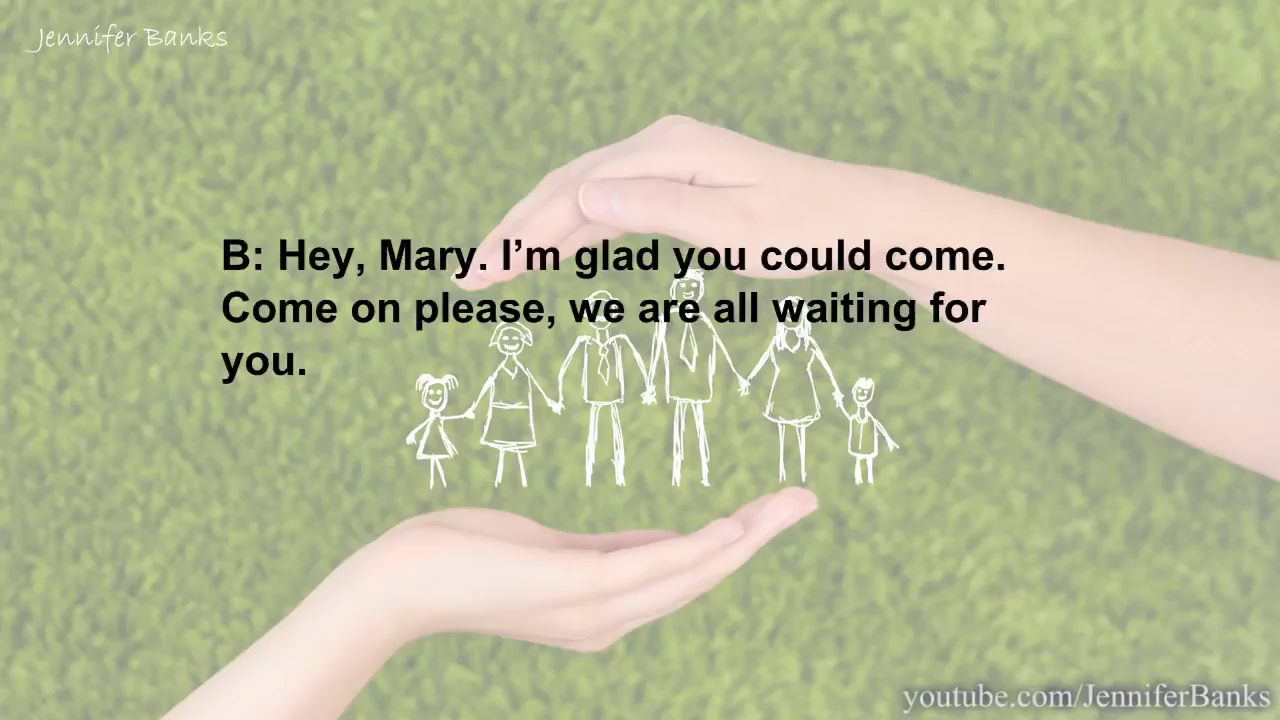 Jennifer Banks
B: Hey, Mary. I’m glad you could come.
Come on please, we are all waiting for
you.
youtube.com/JenniferBanks